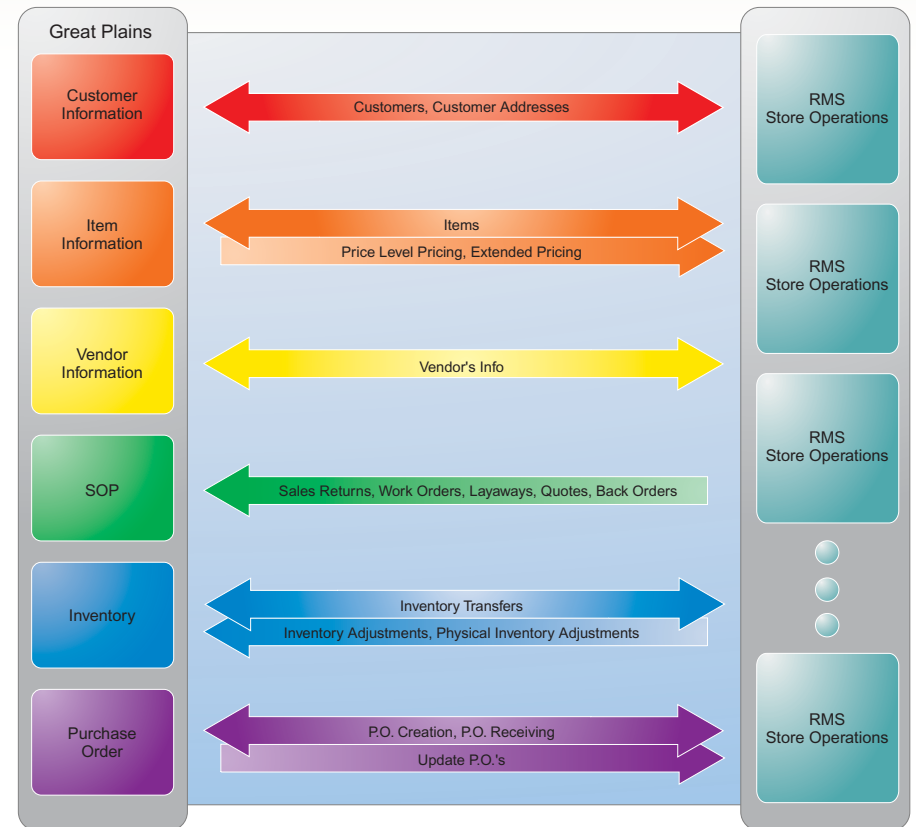 Great Plains
Customer
Information
Customers, Customer Addresses
RMS
Store Operations
Item
Information
Items
Price Level Pricing, Extended Pricing
RMS
Store Operations
Vendor
Information
Vendor's Info
RMS
Store Operations
SOP
Sales Returns, Work Orders, Layaways, Quotes, Back Orders
Inventory
Inventory Transfers
Inventory Adjustments, Physical Inventory Adjustments
Purchase
Order
P.O. Creation, P.O. Receiving
Update P.O.'s
RMS
Store Operations